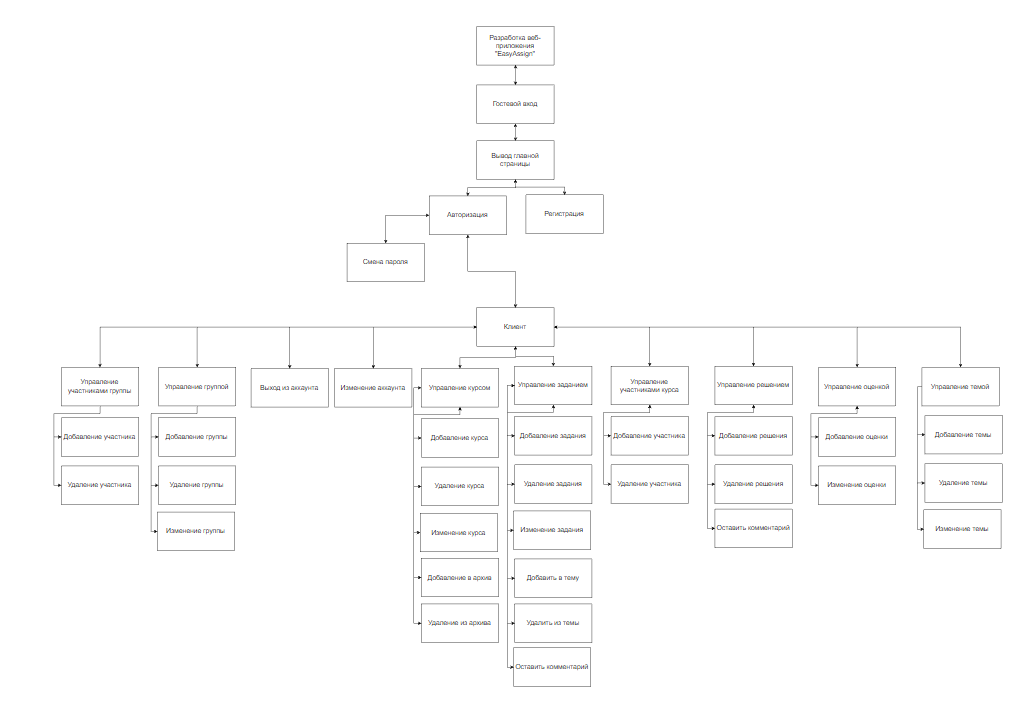 Разработка веб-
приложения
"EasyAssign"
Гостевой вход
Вывод главной
страницы
Авторизация
Регистрация
Смена пароля
Клиент
Управление
участниками группы
Управление группой
Выход из аккаунта
Изменение аккаунта
Управление курсом
Управление заданием
Управление
участниками курса
Управление решением
Управление оценкой
Управление темой
Добавление участника
Добавление группы
Добавление курса
Добавление задания
Добавление участника
Добавление решения
Добавление оценки
Добавление темы
Удаление участника
Удаление группы
Удаление курса
Удаление задания
Удаление участника
Удаление решения
Изменение оценки
Удаление темы
Изменение группы
Изменение курса
Изменение задания
Оставить комментарий
Изменение темы
Добавление в архив
Добавить в тему
Удаление из архива
Удалить из темы
Оставить комментарий